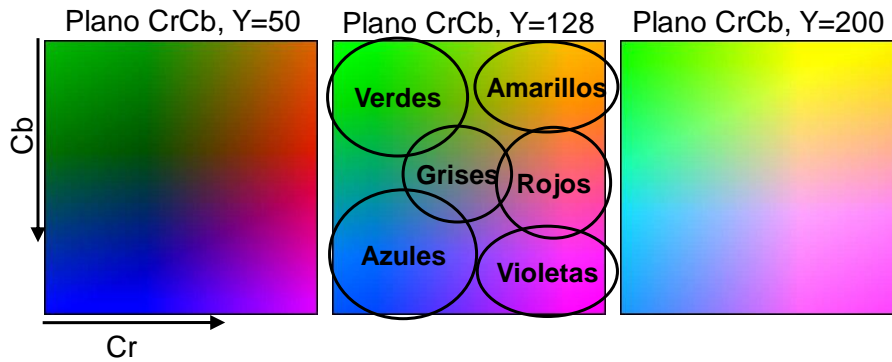 Plano CrCb, Y=50
Plano CrCb, Y=128
Plano CrCb, Y=200
Cb
Verdes
Amarillos
Grises
Rojos
Azules
Violetas
Cr